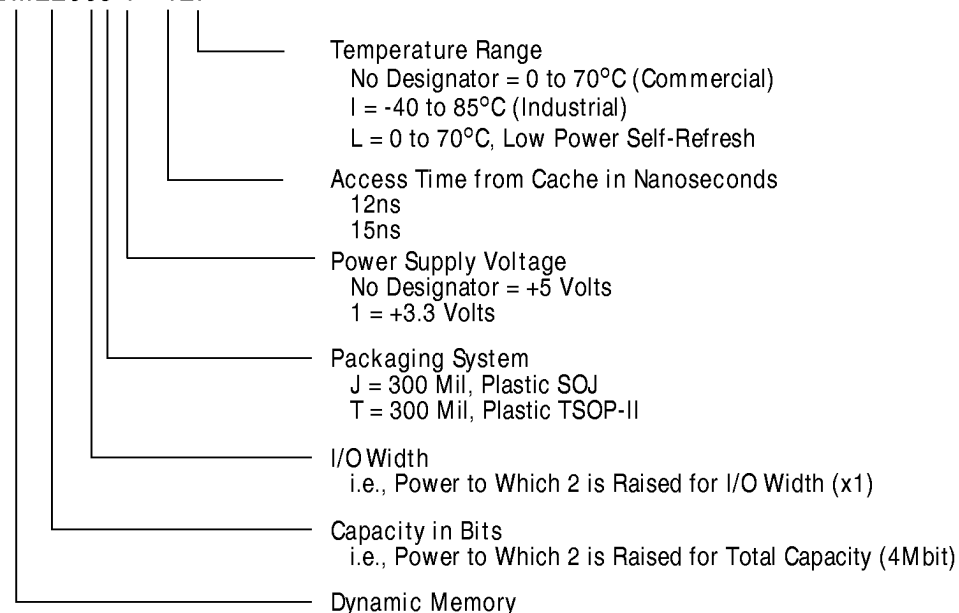 Temperature Range
No Designator = 0 to 70°C (Commercial)
I = -40 to 85°C (Industrial)
L = 0 to 70°C, Low Power Self-Refresh
Access Time from Cache in Nanoseconds
12ns
15ns
Power Supply Voltage
No Designator = +5 Volts
1 = +3.3 Volts
Packaging System
J = 300 Mil, Plastic SOJ
T = 300 Mil, Plastic TSOP-II
I/O Width
i.e., Power to Which 2 is Raised for I/O Width (x1)
Capacity in Bits
i.e., Power to Which 2 is Raised for Total Capacity (4Mbit)
Dynamic Memory